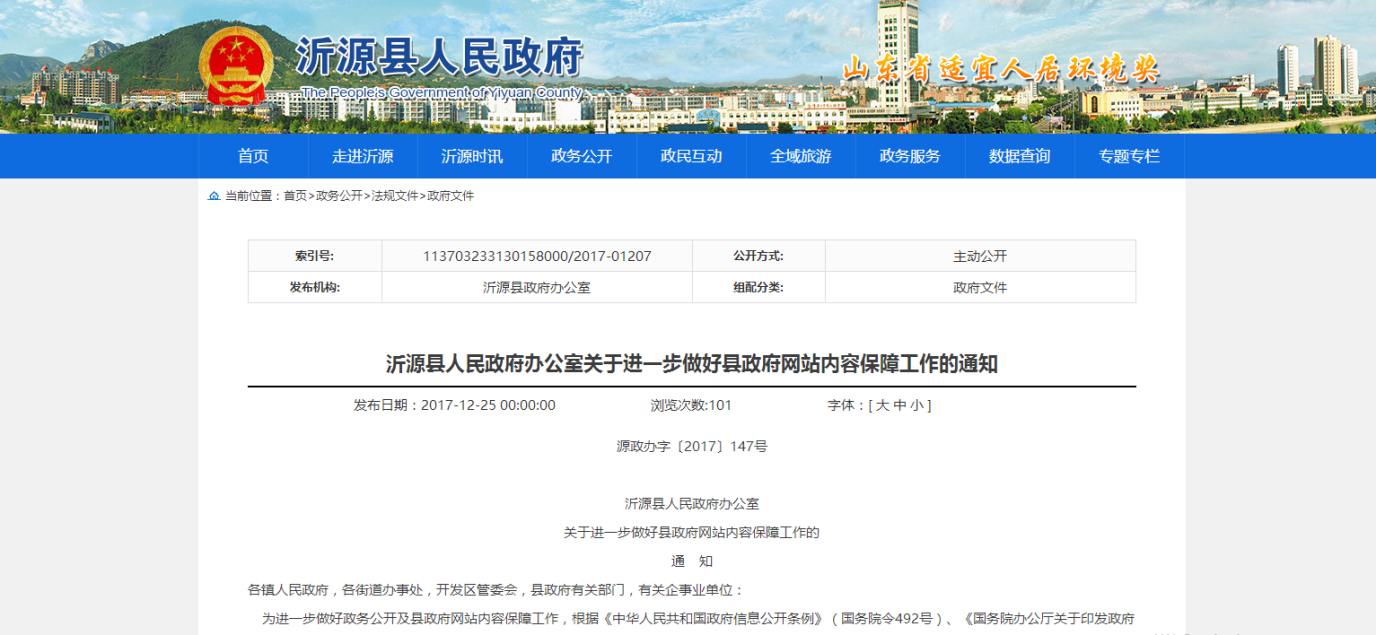 沂源县人民政府
The People's Government of Yiyuan County
山东省适宜人居环境奖
首页 走进沂源 沂源时讯 政务公开 政民互动 全域旅游 政务服务 数据查询 专题专栏
当前位置：首页>政务公开>法规文件>政府文件
索引号: 113703233130158000/2017-01207 公开方式: 主动公开
发布机构: 沂源县政府办公室 组配分类: 政府文件
沂源县人民政府办公室关于进一步做好县政府网站内容保障工作的通知
发布日期：2017-12-25 00:00:00 浏览次数:101 字体：[ 大 中 小 ]
源政办字〔2017〕147号
沂源县人民政府办公室
关于进一步做好县政府网站内容保障工作的
通　知
各镇人民政府，各街道办事处，开发区管委会，县政府有关部门，有关企事业单位：
为进一步做好政务公开及县政府网站内容保障工作，根据《中华人民共和国政府信息公开条例》（国务院令492号）、《国务院办公厅关于印发政府